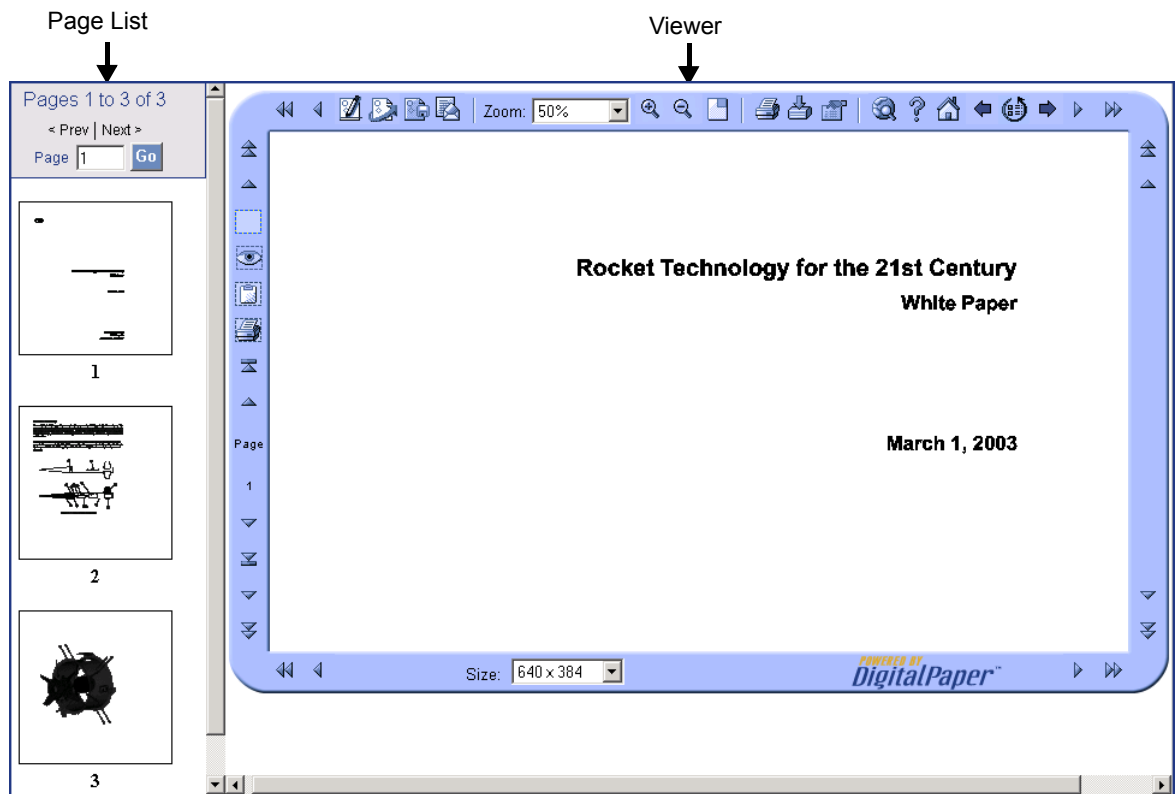 Page List
Viewer
Pages 1 to 3 of 3
< Prev | Next >
Page 1 Go
1
2
3
Zoom: 50%
Rocket Technology for the 21st Century
White Paper
March 1, 2003
Page
1
Size: 640 x 384
POWERED BY
DigitalPaper™